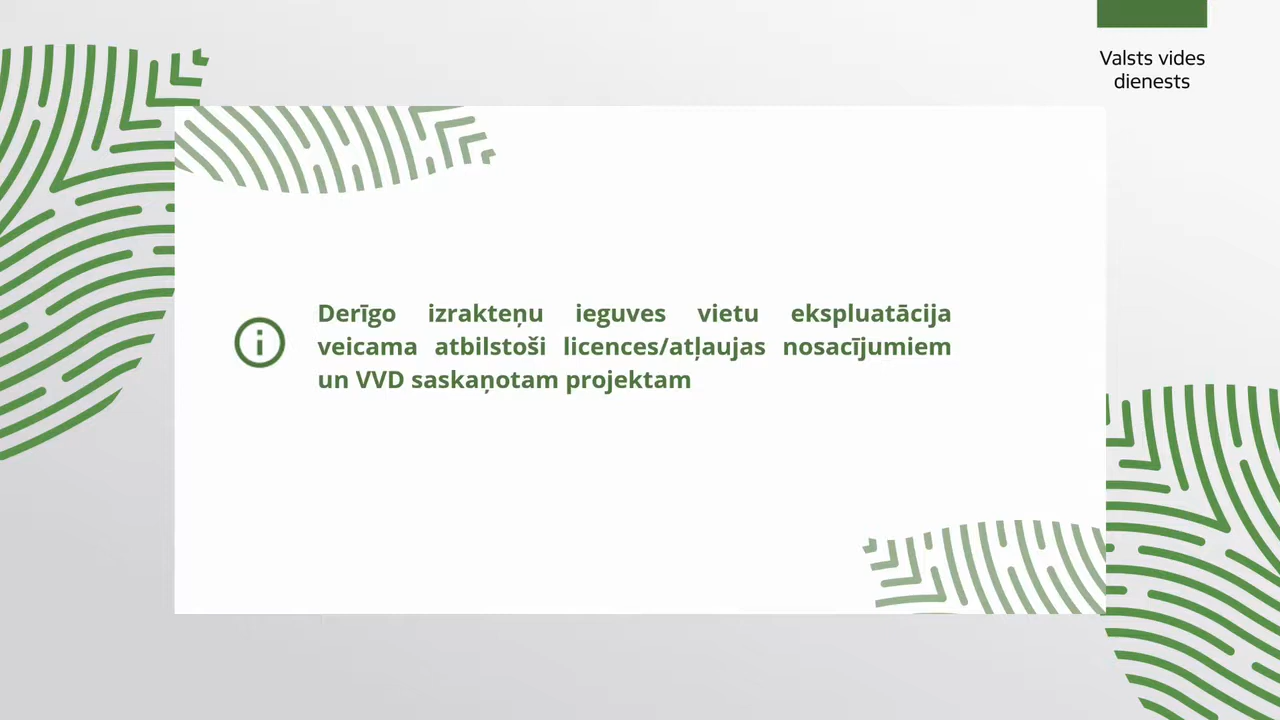 Valsts vides
dienests
Derīgo izrakteņu ieguves vietu ekspluatācija
veicama atbilstoši licences/atļaujas nosacījumiem
un VVD saskaņotam projektam